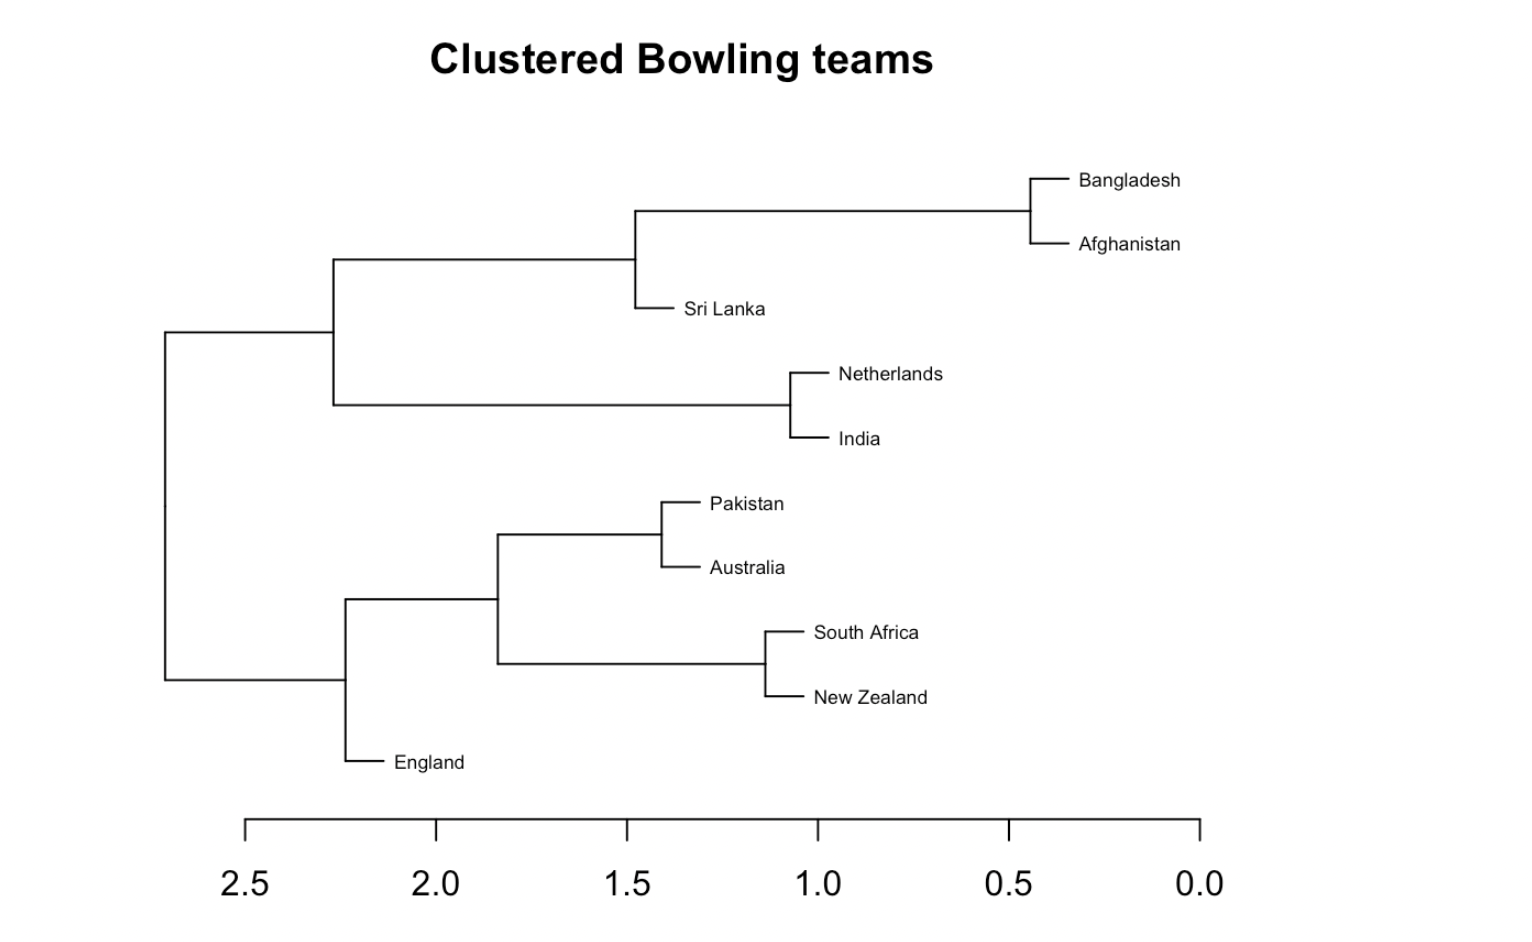 Clustered Bowling teams
Bangladesh
Afghanistan
Sri Lanka
Netherlands
India
Pakistan
Australia
South Africa
New Zealand
England
2.5 2.0 1.5 1.0 0.5 0.0